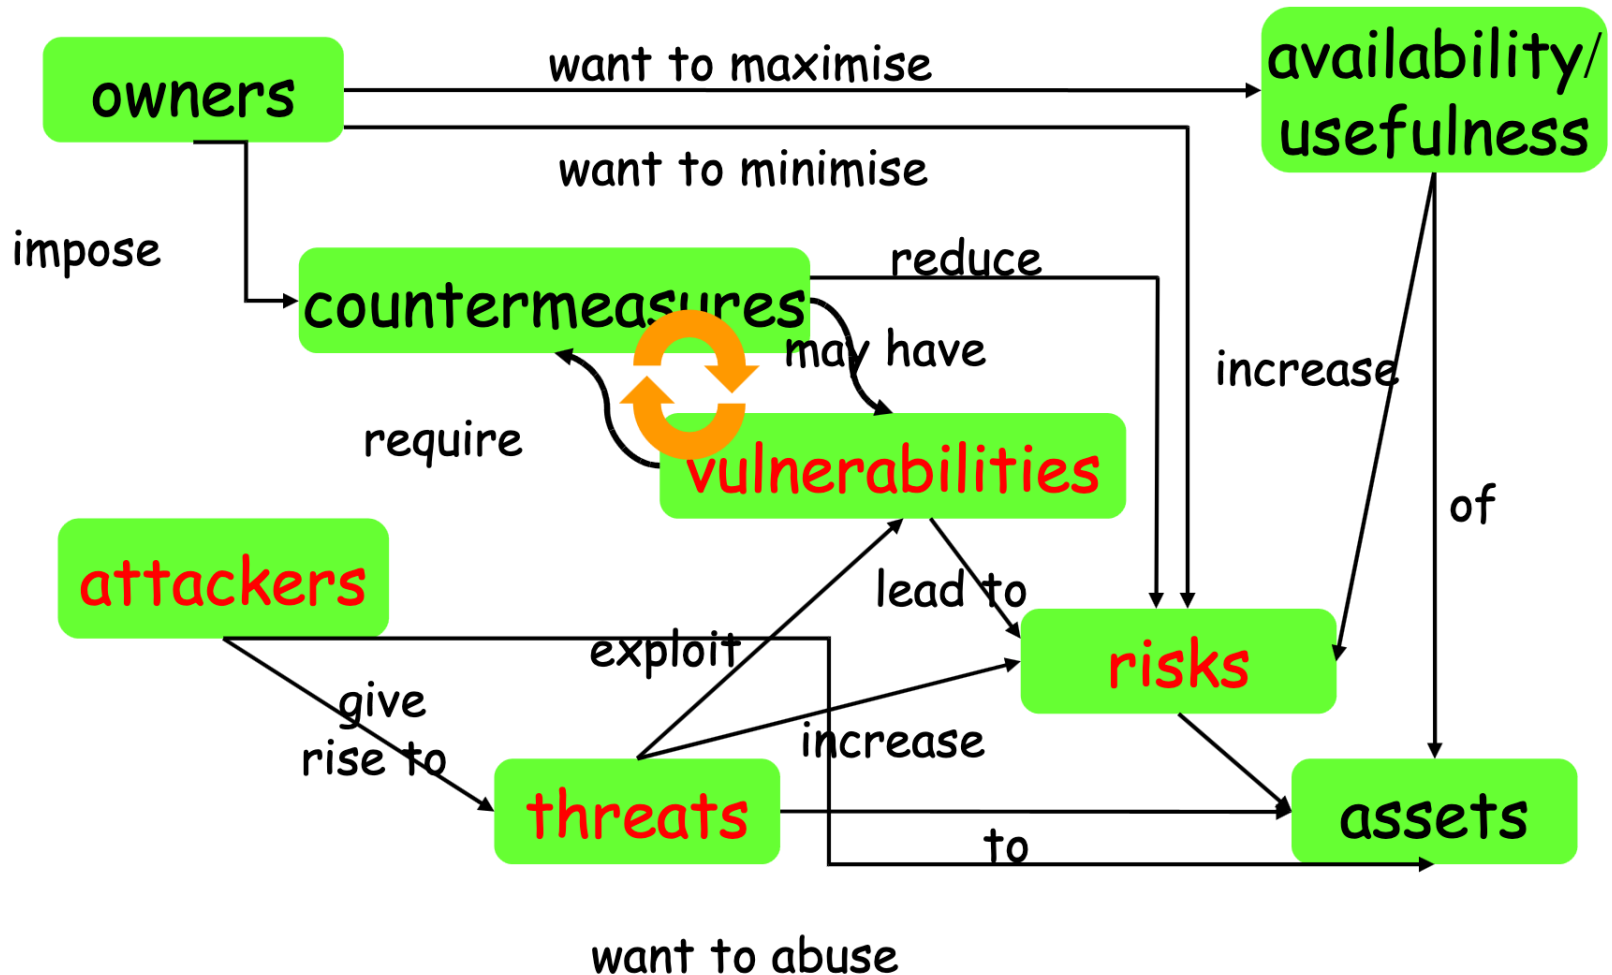 owners
want to maximise
availability/
usefulness
want to minimise
impose
countermeasures
reduce
may have
increase
require
vulnerabilities
of
attackers
lead to
exploit
risks
give
rise to
increase
threats
to
assets
want to abuse